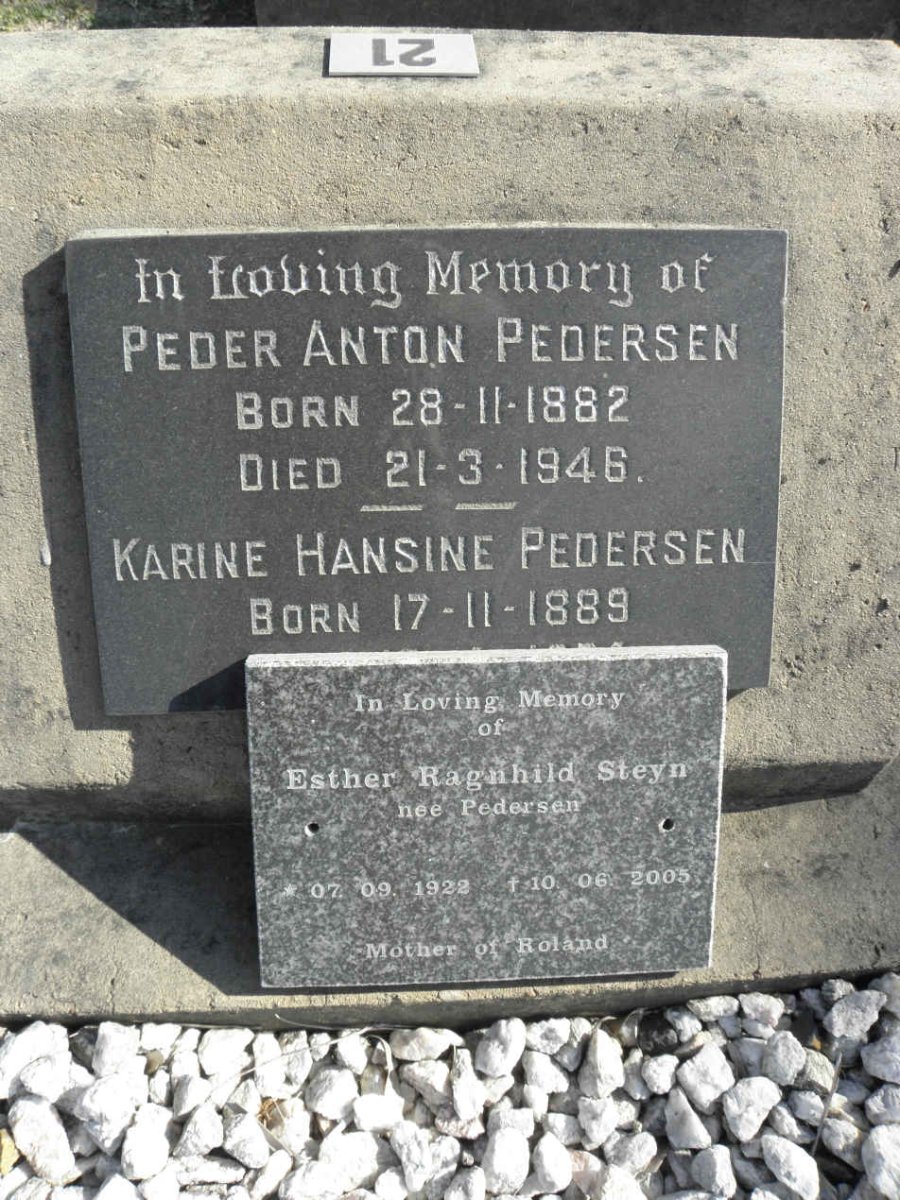 21
In Loving Memory of
PEDER ANTON PEDERSEN
BORN 28-11-1882
DIED 21-3-1946.
KARINE HANSINE PEDERSEN
BORN 17-11-1889
In Loving Memory
of
Esther Ragnhild Steyn
nee Pedersen
* 07. 09. 1922 † 10. 06. 2005
Mother of Roland